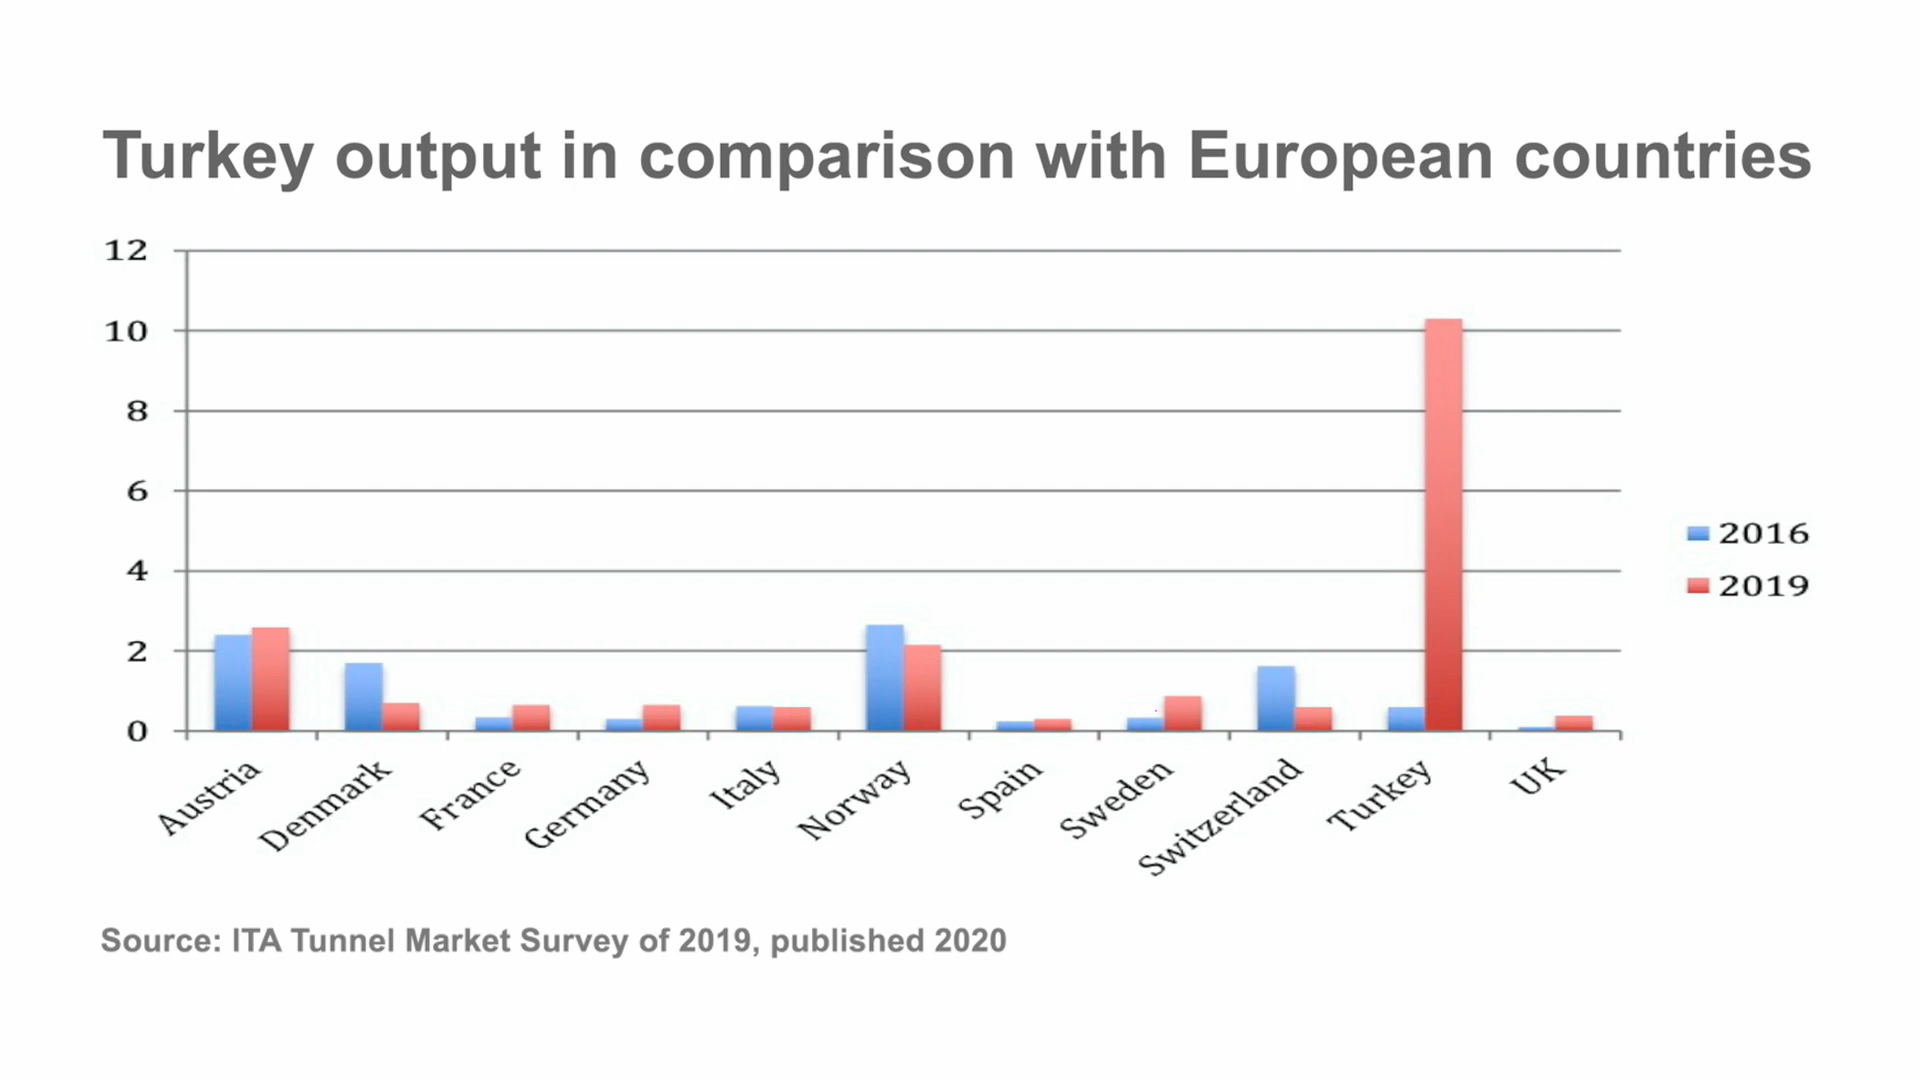 Turkey output in comparison with European countries
12
10
8
6
4
2
0
2016
2019
Austria
Denmark
France
Germany
Italy
Norway
Spain
Sweden
Switzerland
Turkey
UK
Source: ITA Tunnel Market Survey of 2019, published 2020